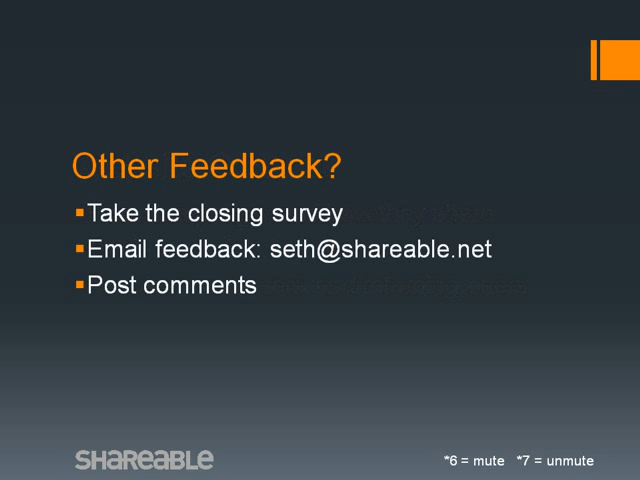 Other Feedback?
Take the closing survey
Email feedback: seth@shareable.net
Post comments
SHAREABLE
*6 = mute *7 = unmute